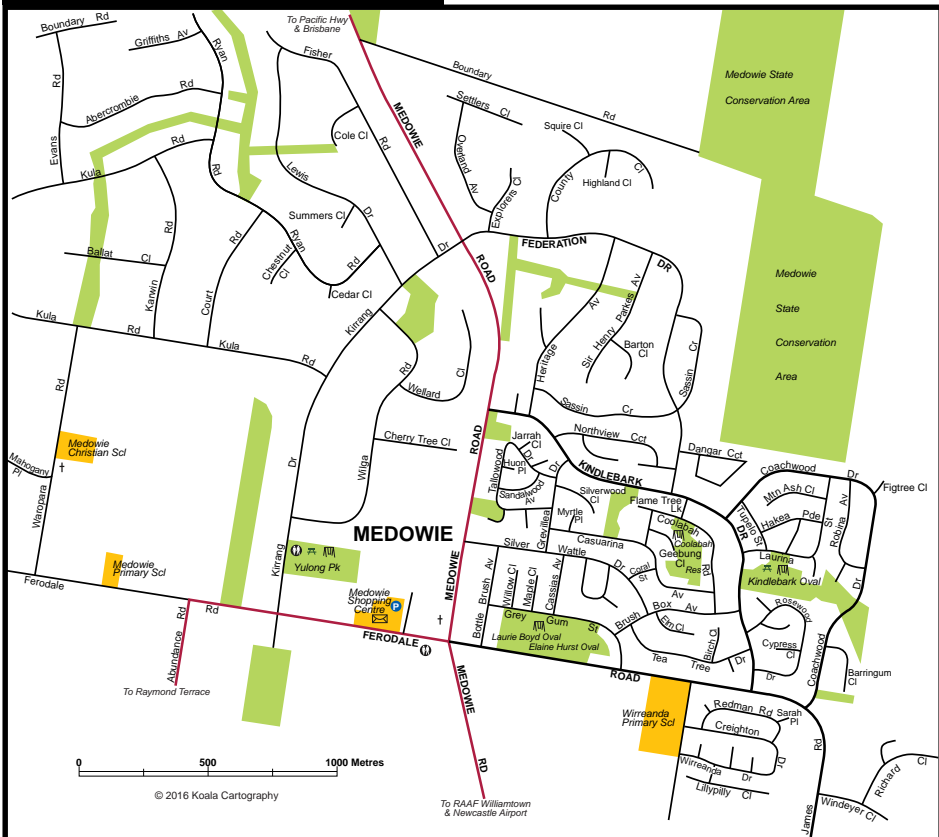 To Pacific Hwy
& Brisbane
Boundary Rd
Griffiths Av
Ryan
Rd
Fisher
Rd
Boundary
Rd
MEDOWIE
Medowie State
Conservation Area
Rd
Evans
Abercrombie
Rd
Settlers Cl
Squire Cl
Cole Cl
Overland
Av
Kula
Rd
Lewis
Dr
Explorers Cl
County
Cl
Highland Cl
Summers Cl
Rd
Karwin
Rd
Court
Chestnut
Cl
Ryan
Rd
Cedar Cl
Dr
Kirrang
ROAD
FEDERATION
DR
Ballat Cl
Medowie
State
Conservation
Area
Kula
Rd
Kula
Rd
Heritage
Av
Sir Henry
Parkes Av
Barton
Cl
Sassin
Cr
Sassin Cr
Rd
Wellard
Cl
Wilga
Cherry Tree Cl
Rd
Waropara
Medowie
Christian Scl
Mahogany
Pl
Dr
Kirrang
ROAD
Jarrah
Cl
Dr
Huon
Pl
Tallowood
Sandalwood
Av
Northview Cct
Dangar Cct
KINDLEBARK
DR
Coachwood
Dr
Figtree Cl
Mtn Ash Cl
Tupelo St
Hakea
Pde
St
Robina
Av
Laurina
Kindlebark Oval
Dr
Grevillea
Silverwood
Cl
Myrtle
Pl
Flame Tree
Lk
Coolabah
Coolabah
Res
Geebung
Cl
Rd
Casuarina
Av
MEDOWIE
Silver
Wattle
Dr
Coral
St
MEDOWIE
Bottle
Brush
Av
Willow Cl
Maple Cl
Cassias
Av
Grey
Gum
St
Laurie Boyd Oval
Elaine Hurst Oval
Brush
Box
Av
Elm Cl
Birch Cl
Tea
Tree
Dr
Rosewood
Dr
Cypress
Cl
Coachwood
Barringum
Cl
Yulong Pk
Medowie
Primary Scl
Medowie
Shopping
Centre
P
Ferodale
Rd
Abundance
Rd
To Raymond Terrace
FERODALE
ROAD
MEDOWIE
RD
Wirreanda
Primary Scl
Redman Rd
Sarah
Pl
Creighton
Dr
Wirreanda
Dr
Lillypilly Cl
Rd
James
Windeyer Cl
Richard
Cl
0 500 1000 Metres
© 2016 Koala Cartography
To RAAF Williamtown
& Newcastle Airport